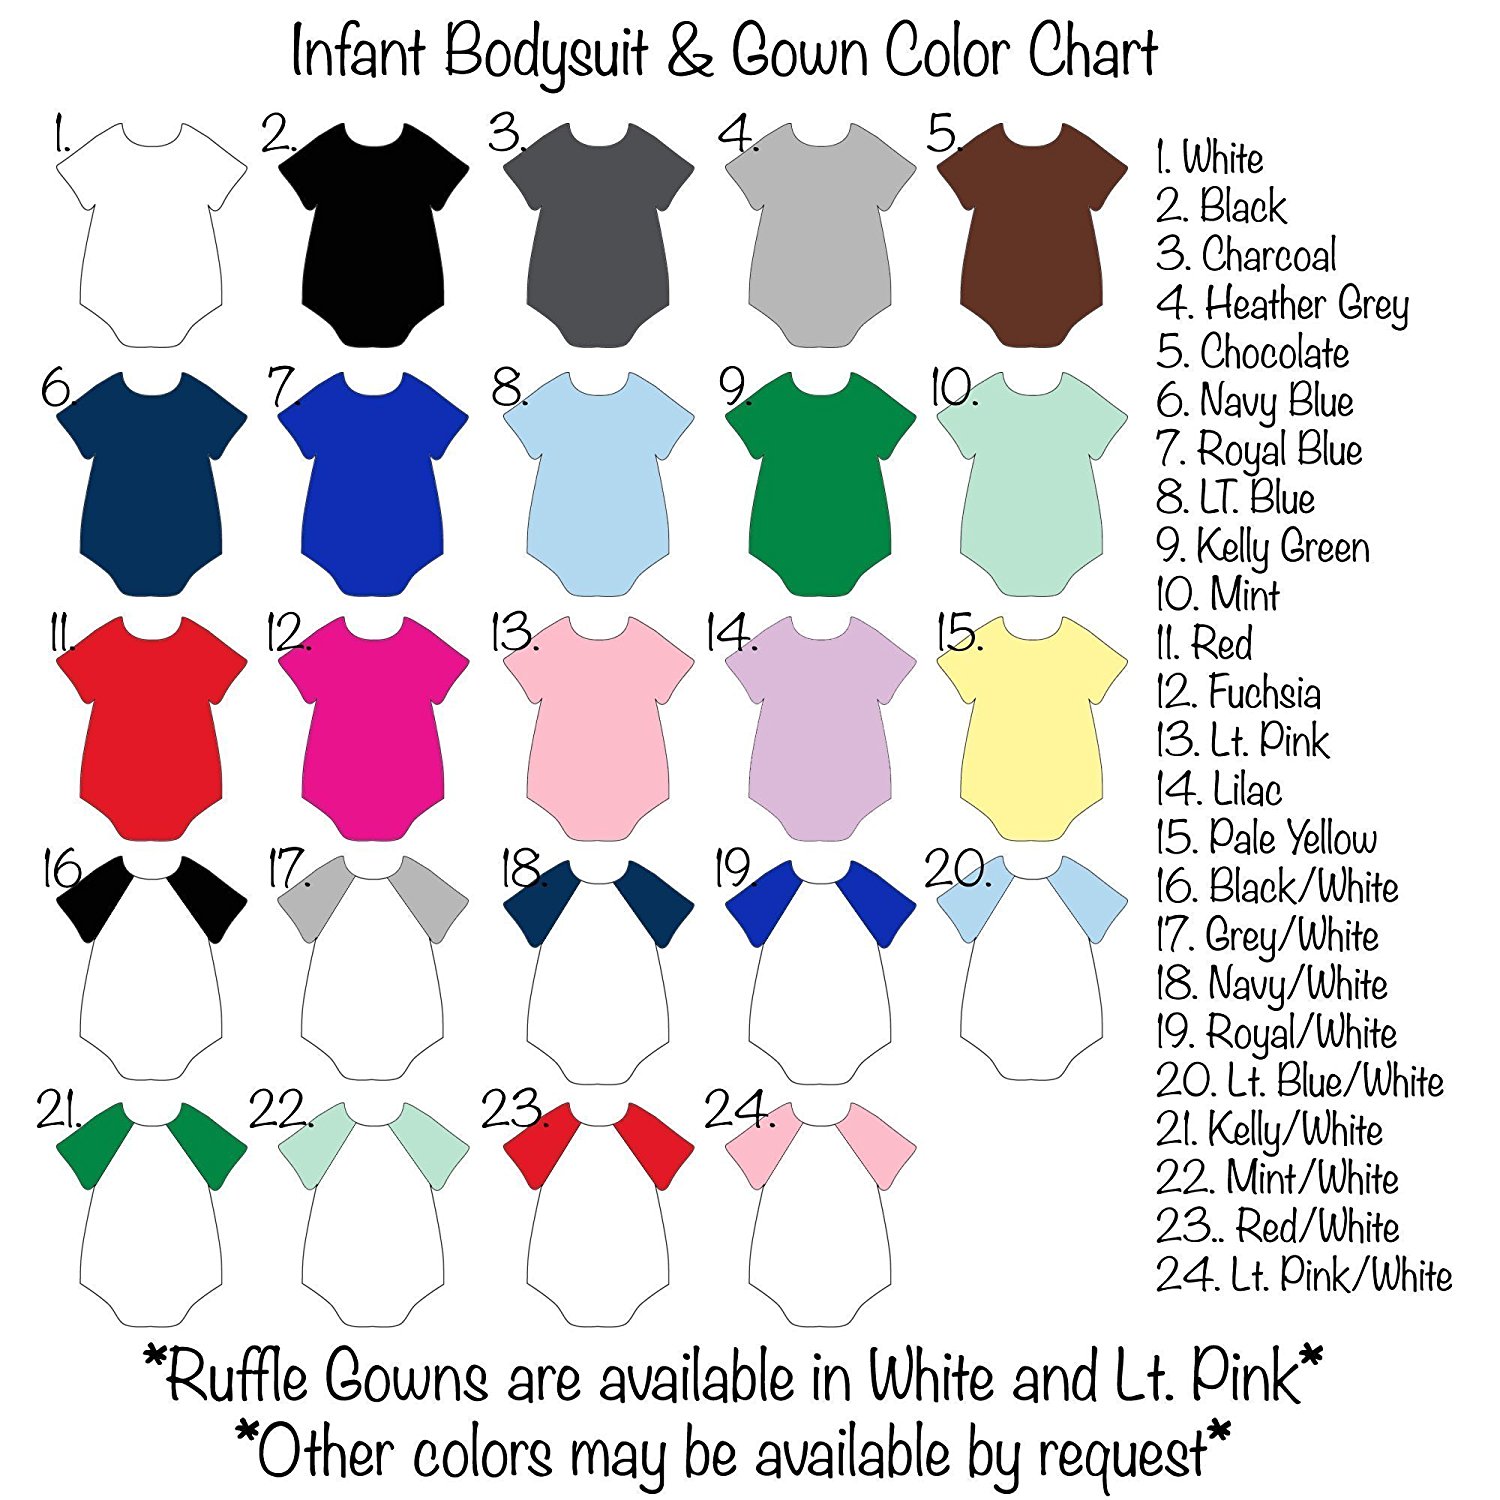 Infant Bodysuit & Gown Color Chart
1.
2.
3.
4.
5.
6.
7.
8.
9.
10.
11.
12.
13.
14.
15.
16.
17.
18.
19.
20.
21.
22.
23.
24.
1. White
2. Black
3. Charcoal
4. Heather Grey
5. Chocolate
6. Navy Blue
7. Royal Blue
8. LT. Blue
9. Kelly Green
10. Mint
11. Red
12. Fuchsia
13. Lt. Pink
14. Lilac
15. Pale Yellow
16. Black/White
17. Grey/White
18. Navy/White
19. Royal/White
20. Lt. Blue/White
21. Kelly/White
22. Mint/White
23.. Red/White
24. Lt. Pink/White
*Ruffle Gowns are available in White and Lt. Pink*
*Other colors may be available by request*